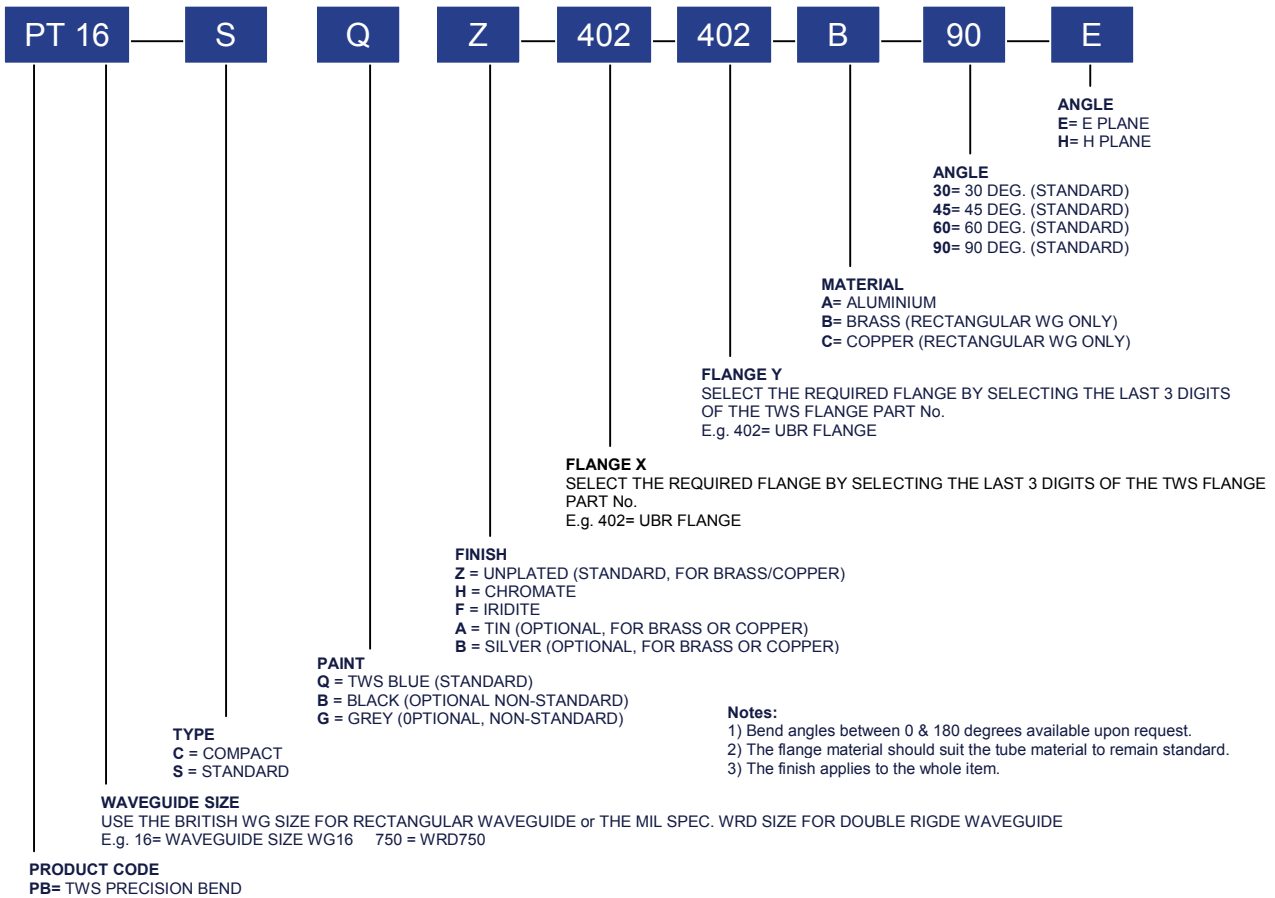 PT 16 S Q Z 402 402 B 90 E
ANGLE
E= E PLANE
H= H PLANE
ANGLE
30= 30 DEG. (STANDARD)
45= 45 DEG. (STANDARD)
60= 60 DEG. (STANDARD)
90= 90 DEG. (STANDARD)
MATERIAL
A= ALUMINIUM
B= BRASS (RECTANGULAR WG ONLY)
C= COPPER (RECTANGULAR WG ONLY)
FLANGE Y
SELECT THE REQUIRED FLANGE BY SELECTING THE LAST 3 DIGITS
OF THE TWS FLANGE PART No.
E.g. 402= UBR FLANGE
FLANGE X
SELECT THE REQUIRED FLANGE BY SELECTING THE LAST 3 DIGITS OF THE TWS FLANGE
PART No.
E.g. 402= UBR FLANGE
FINISH
Z = UNPLATED (STANDARD, FOR BRASS/COPPER)
H = CHROMATE
F = IRIDITE
A = TIN (OPTIONAL, FOR BRASS OR COPPER)
B = SILVER (OPTIONAL, FOR BRASS OR COPPER)
PAINT
Q = TWS BLUE (STANDARD)
B = BLACK (OPTIONAL NON-STANDARD)
G = GREY (0PTIONAL, NON-STANDARD)
Notes:
1) Bend angles between 0 & 180 degrees available upon request.
2) The flange material should suit the tube material to remain standard.
3) The finish applies to the whole item.
TYPE
C = COMPACT
S = STANDARD
WAVEGUIDE SIZE
USE THE BRITISH WG SIZE FOR RECTANGULAR WAVEGUIDE or THE MIL SPEC. WRD SIZE FOR DOUBLE RIGDE WAVEGUIDE
E.g. 16= WAVEGUIDE SIZE WG16 750 = WRD750
PRODUCT CODE
PB= TWS PRECISION BEND